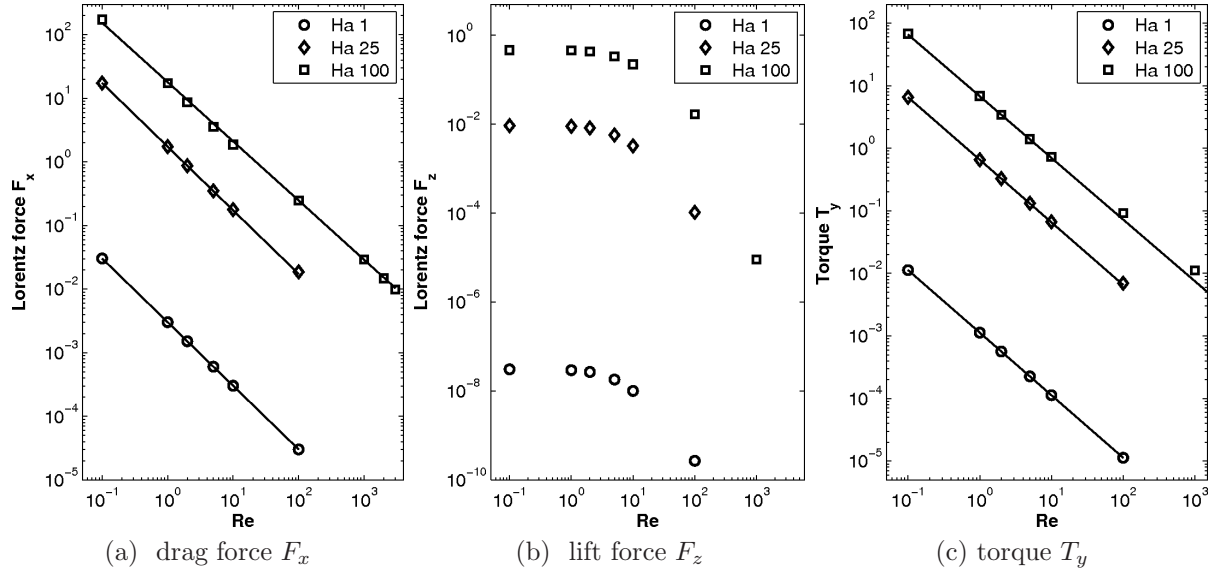 Lorentz force F_x
10^2
10^1
10^0
10^-1
10^-2
10^-3
10^-4
10^-5
Ha 1
Ha 25
Ha 100
10^-1 10^0 10^1 10^2 10^3
Re
(a) drag force F_x
Lorentz force F_z
10^0
10^-2
10^-4
10^-6
10^-8
10^-10
Ha 1
Ha 25
Ha 100
10^-1 10^0 10^1 10^2 10^3
Re
(b) lift force F_z
Torque T_y
10^2
10^1
10^0
10^-1
10^-2
10^-3
10^-4
10^-5
Ha 1
Ha 25
Ha 100
10^-1 10^0 10^1 10^2 10^3
Re
(c) torque T_y